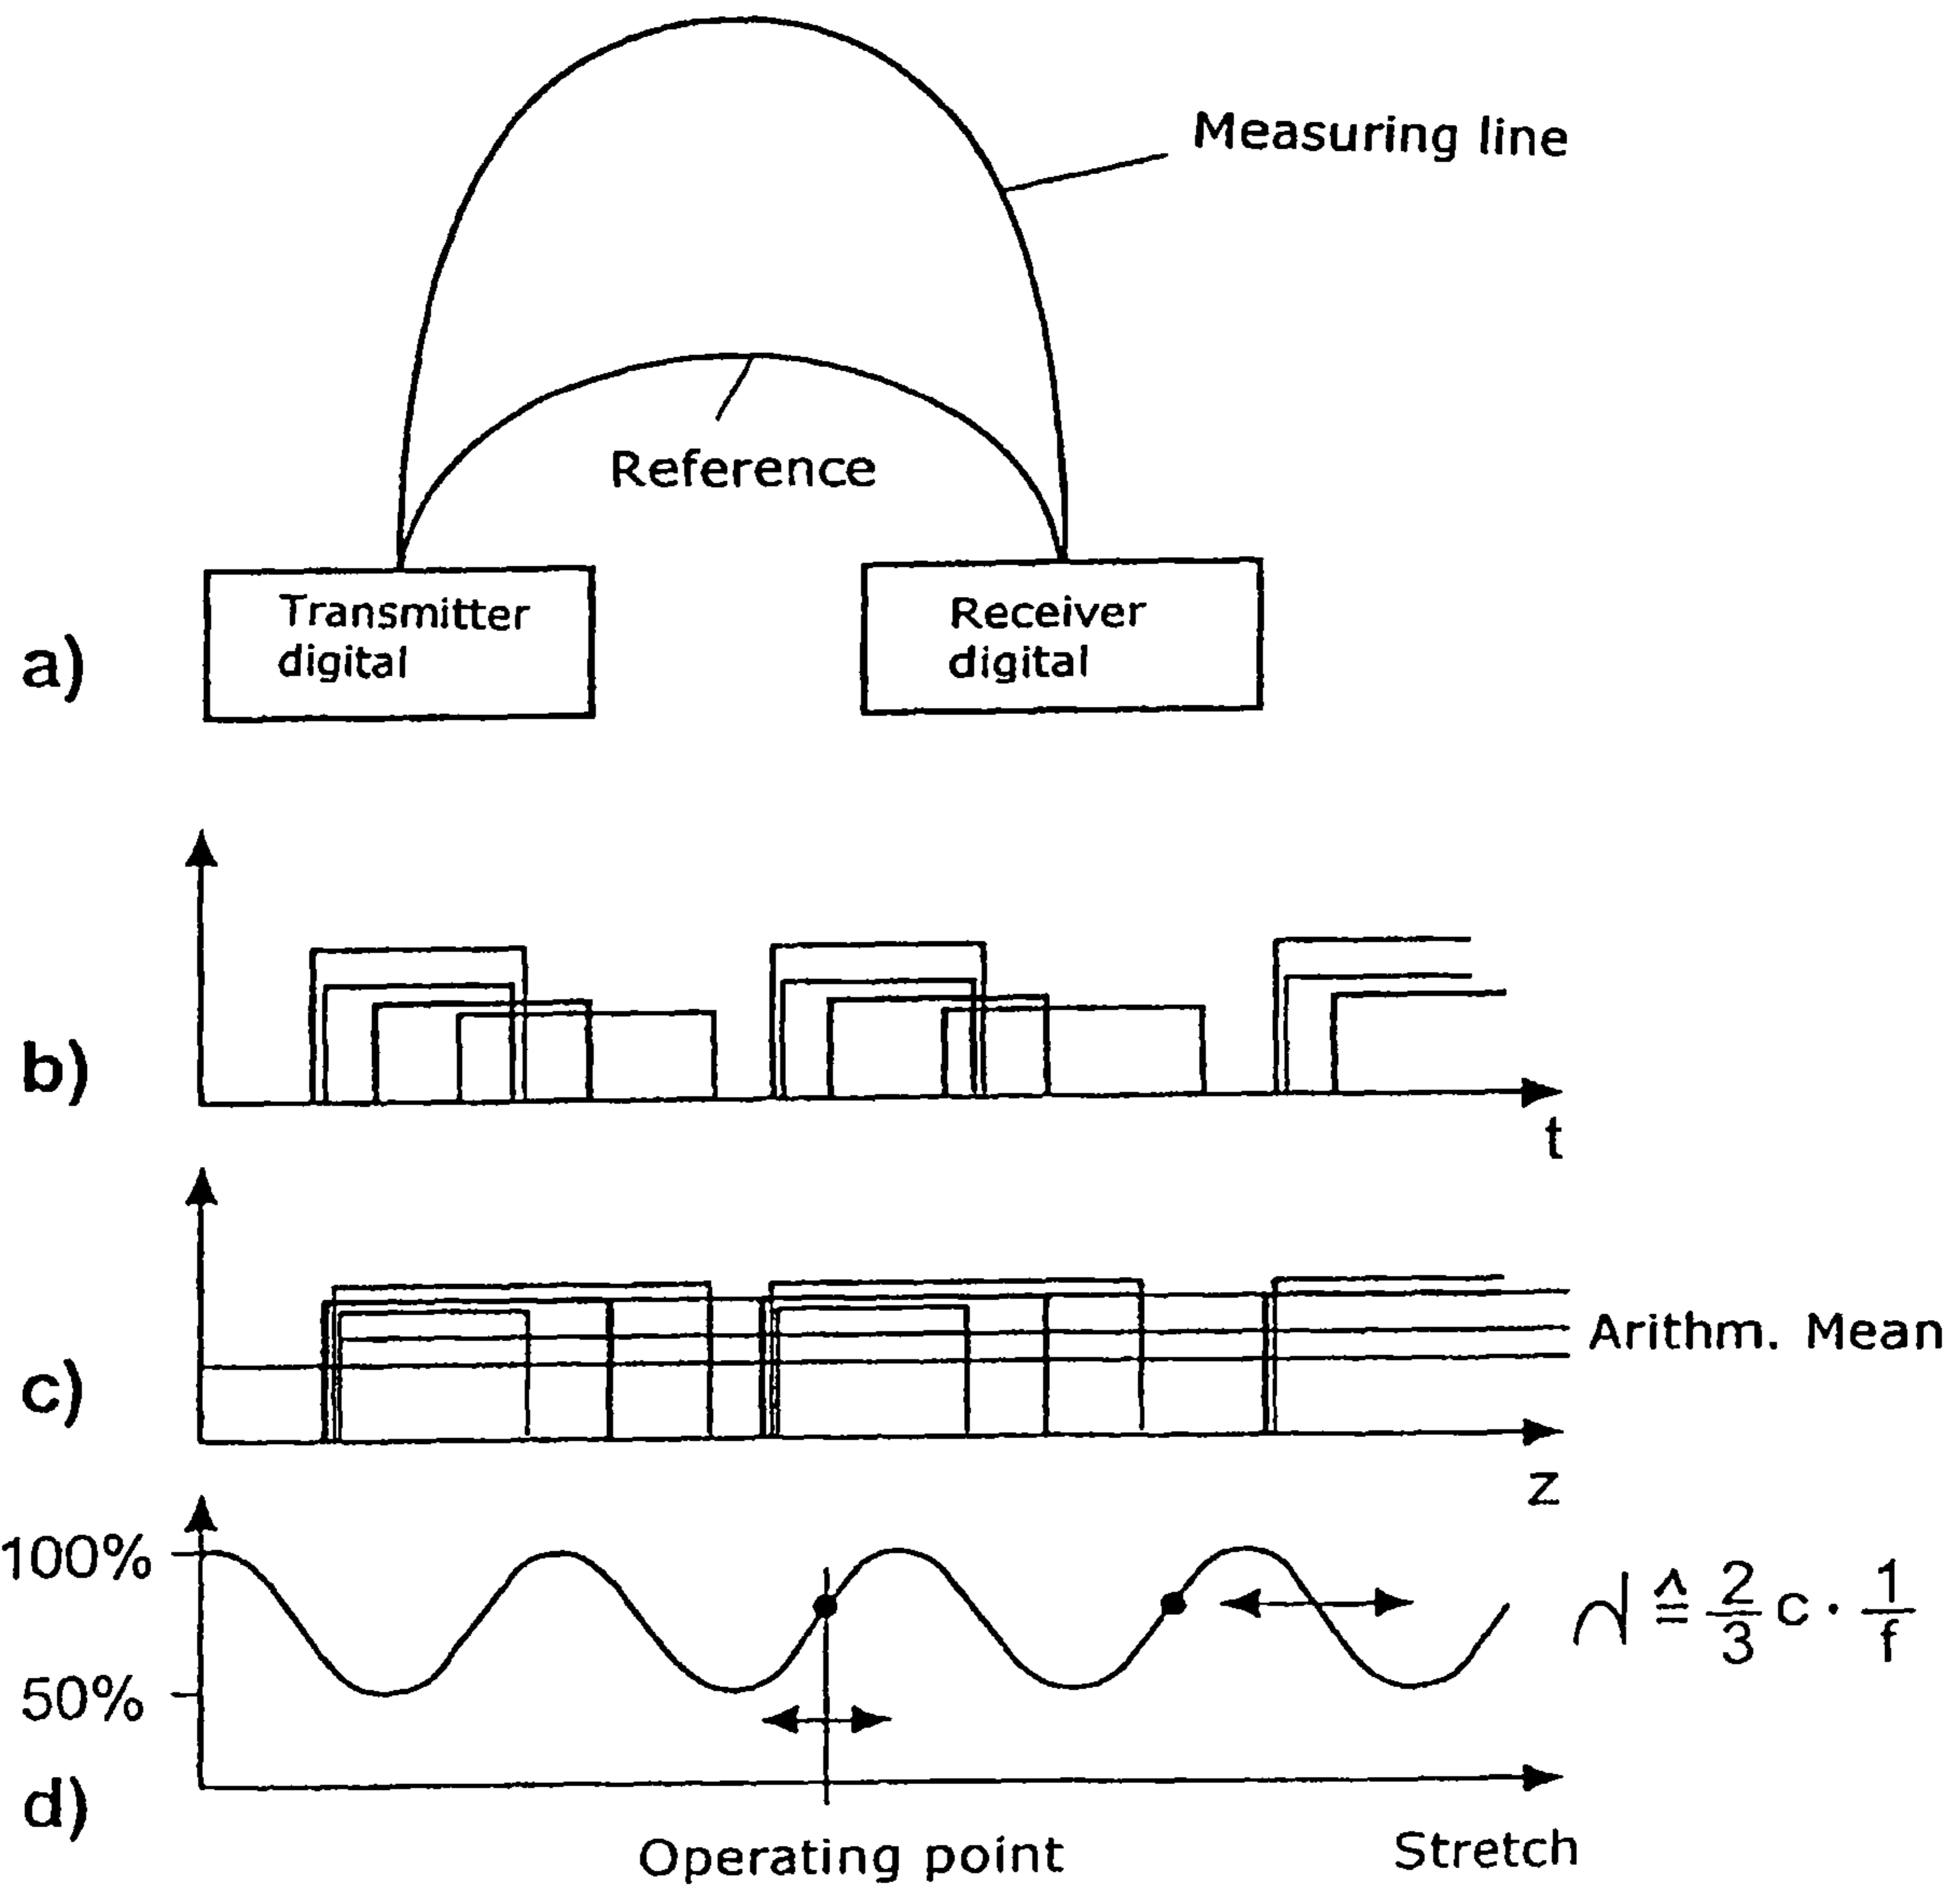 Measuring line
Reference
Transmitter
digital
Receiver
digital
a)
b)
t
Arithm. Mean
c)
z
100%
50%
≙ 2/3 c · 1/f
d)
Operating point
Stretch